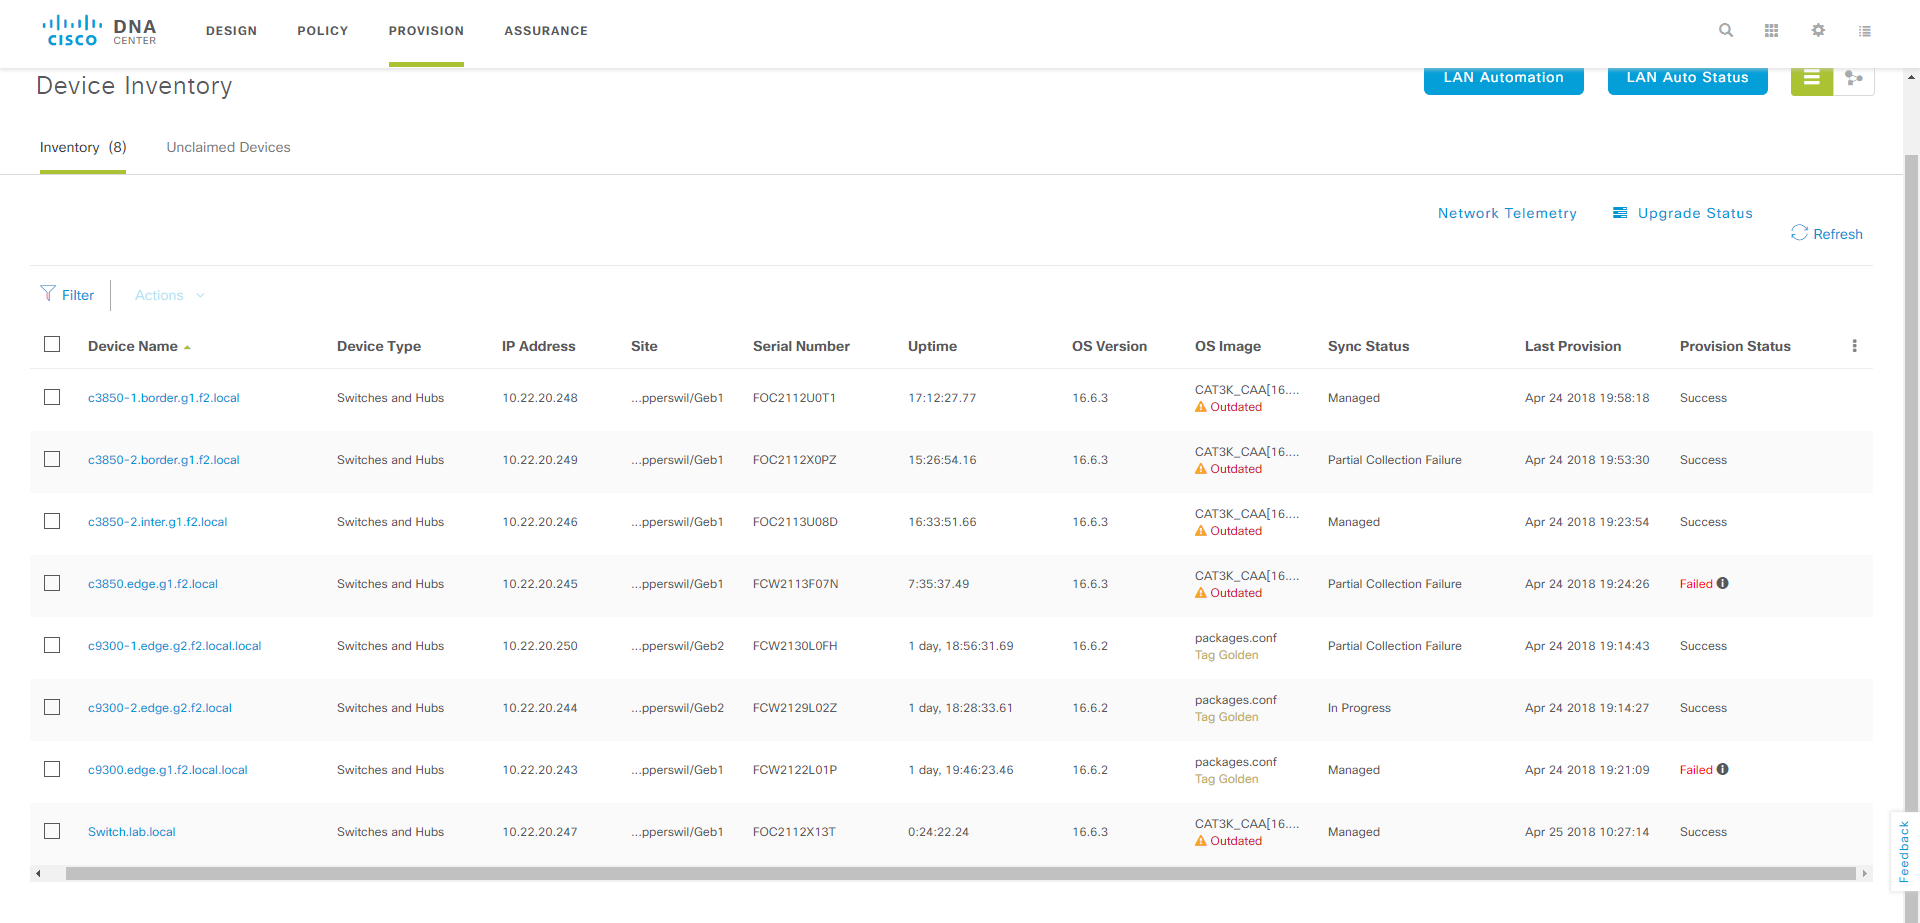 CISCO DNA CENTER DESIGN POLICY PROVISION ASSURANCE
Device Inventory LAN Automation LAN Auto Status
Inventory (8) Unclaimed Devices
Network Telemetry Upgrade Status
Refresh
Filter Actions
Device Name Device Type IP Address Site Serial Number Uptime OS Version OS Image Sync Status Last Provision Provision Status
c3850-1.border.g1.f2.local Switches and Hubs 10.22.20.248 ...pperswil/Geb1 FOC2112U0T1 17:12:27.77 16.6.3 CAT3K_CAA[16.... Managed Apr 24 2018 19:58:18 Success
Outdated
c3850-2.border.g1.f2.local Switches and Hubs 10.22.20.249 ...pperswil/Geb1 FOC2112X0PZ 15:26:54.16 16.6.3 CAT3K_CAA[16.... Partial Collection Failure Apr 24 2018 19:53:30 Success
Outdated
c3850-2.inter.g1.f2.local Switches and Hubs 10.22.20.246 ...pperswil/Geb1 FOC2113U08D 16:33:51.66 16.6.3 CAT3K_CAA[16.... Managed Apr 24 2018 19:23:54 Success
Outdated
c3850.edge.g1.f2.local Switches and Hubs 10.22.20.245 ...pperswil/Geb1 FCW2113F07N 7:35:37.49 16.6.3 CAT3K_CAA[16.... Partial Collection Failure Apr 24 2018 19:24:26 Failed
Outdated
c9300-1.edge.g2.f2.local.local Switches and Hubs 10.22.20.250 ...pperswil/Geb2 FCW2130L0FH 1 day, 18:56:31.69 16.6.2 packages.conf Partial Collection Failure Apr 24 2018 19:14:43 Success
Tag Golden
c9300-2.edge.g2.f2.local Switches and Hubs 10.22.20.244 ...pperswil/Geb2 FCW2129L02Z 1 day, 18:28:33.61 16.6.2 packages.conf In Progress Apr 24 2018 19:14:27 Success
Tag Golden
c9300.edge.g1.f2.local.local Switches and Hubs 10.22.20.243 ...pperswil/Geb1 FCW2122L01P 1 day, 19:46:23.46 16.6.2 packages.conf Managed Apr 24 2018 19:21:09 Failed
Tag Golden
Switch.lab.local Switches and Hubs 10.22.20.247 ...pperswil/Geb1 FOC2112X13T 0:24:22.24 16.6.3 CAT3K_CAA[16.... Managed Apr 25 2018 10:27:14 Success
Outdated
Feedback